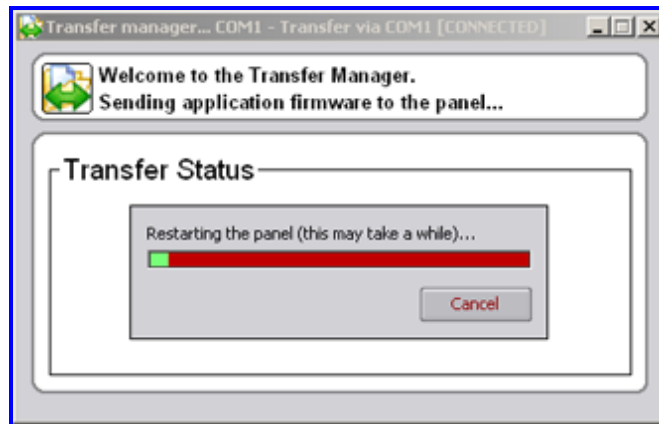 Transfer manager... COM1 - Transfer via COM1 [CONNECTED]
Welcome to the Transfer Manager.
Sending application firmware to the panel...
Transfer Status
Restarting the panel (this may take a while)...
Cancel